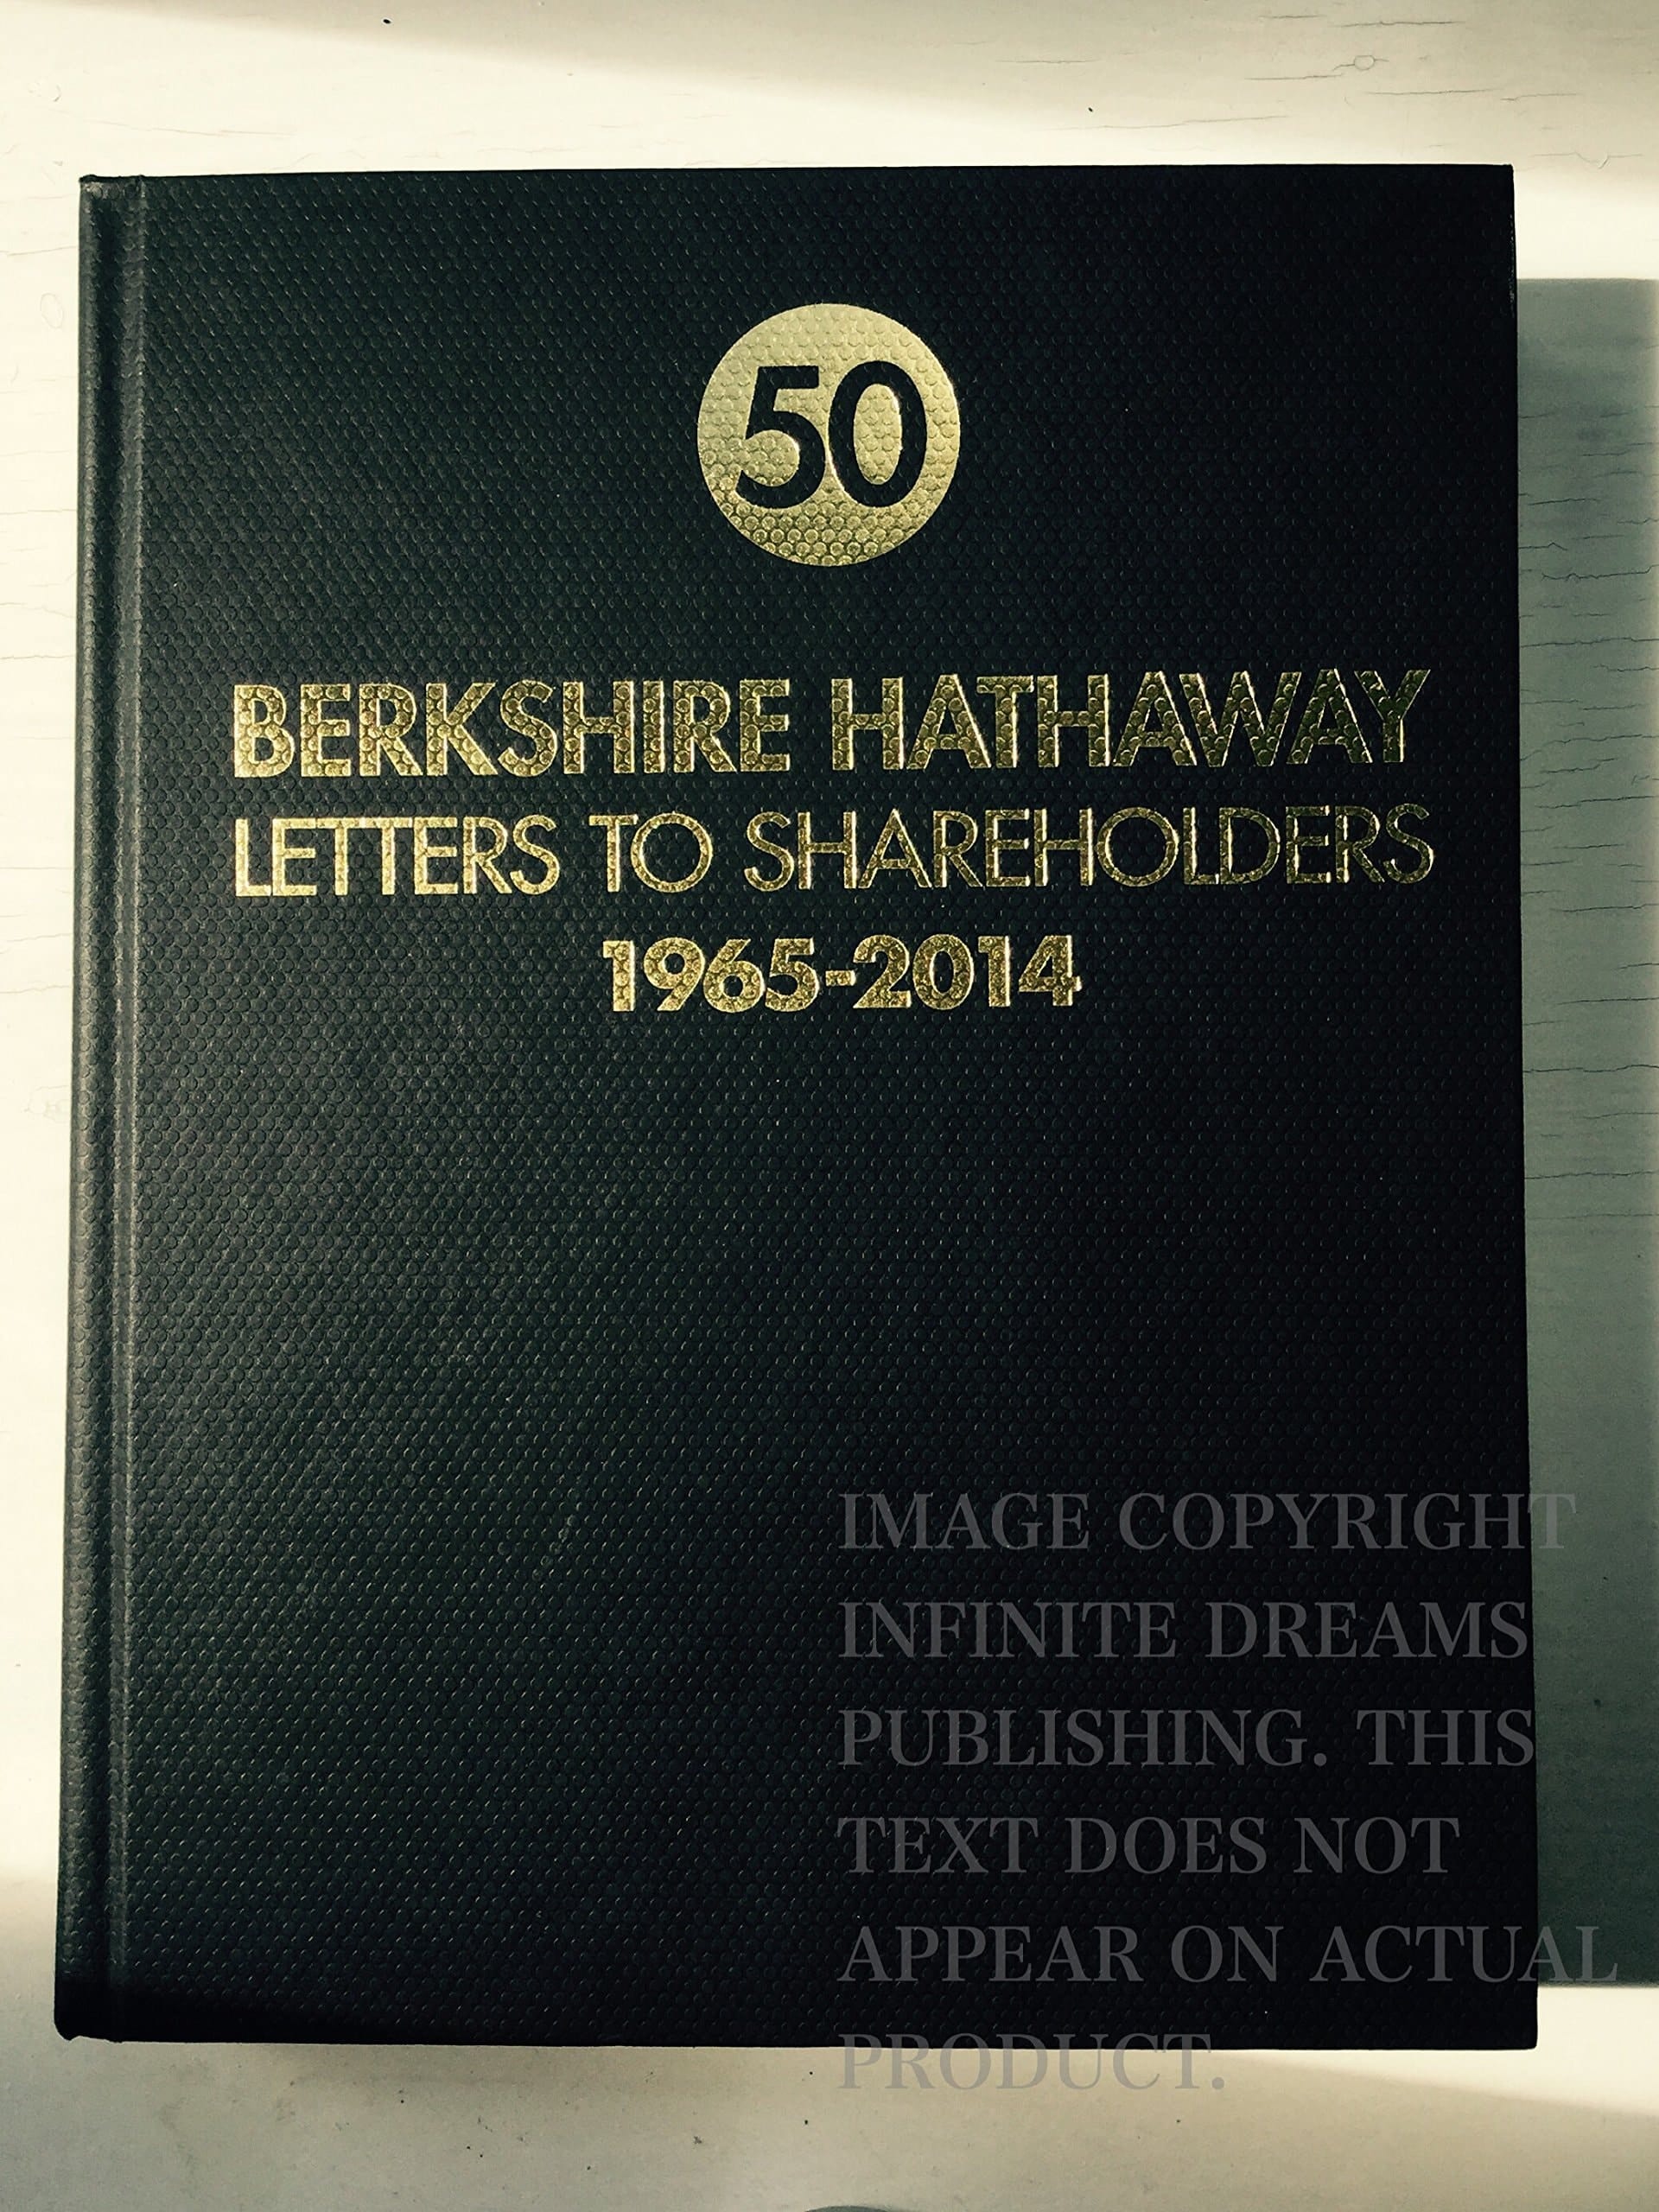 50
BERKSHIRE HATHAWAY
LETTERS TO SHAREHOLDERS
1965-2014
IMAGE COPYRIGHT
INFINITE DREAMS
PUBLISHING. THIS
TEXT DOES NOT
APPEAR ON ACTUAL
PRODUCT.